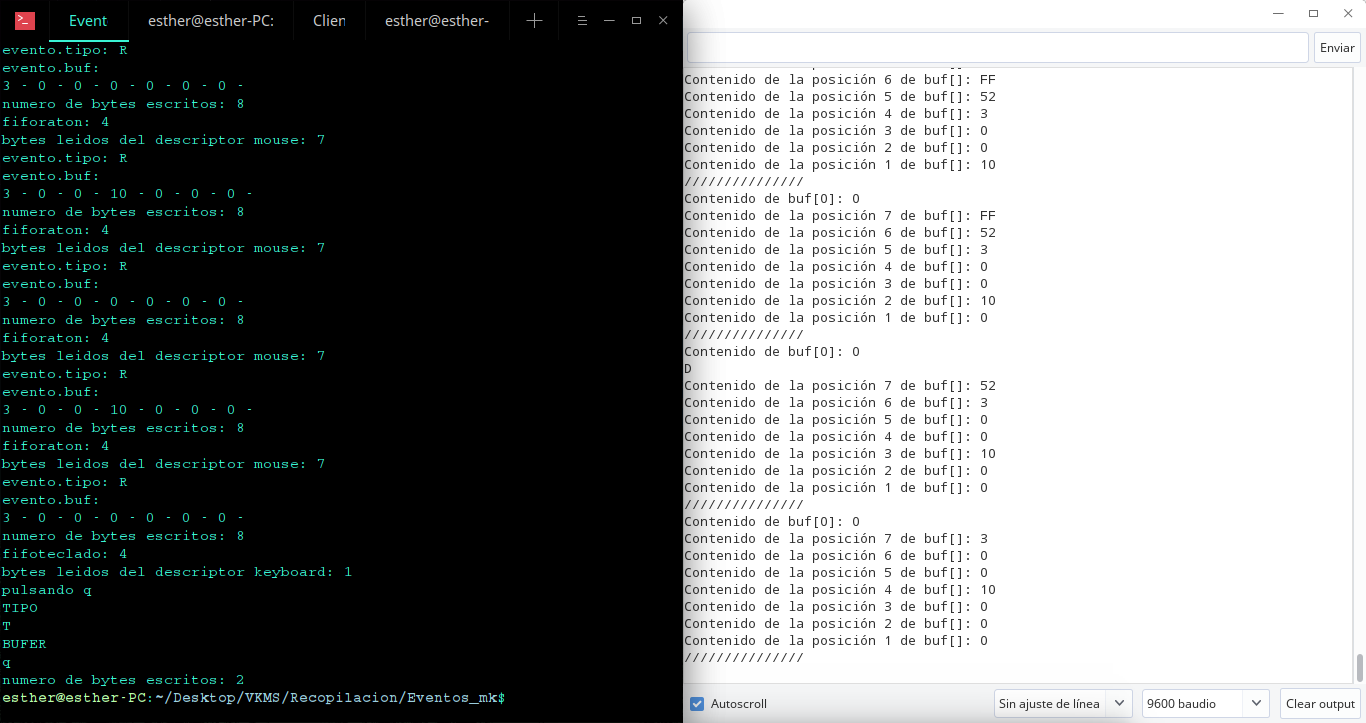 Event esther@esther-PC: Clien esther@esther-
evento.tipo: R
evento.buf:
3 - 0 - 0 - 0 - 0 - 0 - 0 -
numero de bytes escritos: 8
fiforaton: 4
bytes leidos del descriptor mouse: 7
evento.tipo: R
evento.buf:
3 - 0 - 0 - 10 - 0 - 0 - 0 -
numero de bytes escritos: 8
fiforaton: 4
bytes leidos del descriptor mouse: 7
evento.tipo: R
evento.buf:
3 - 0 - 0 - 0 - 0 - 0 - 0 -
numero de bytes escritos: 8
fiforaton: 4
bytes leidos del descriptor mouse: 7
evento.tipo: R
evento.buf:
3 - 0 - 0 - 10 - 0 - 0 - 0 -
numero de bytes escritos: 8
fiforaton: 4
bytes leidos del descriptor mouse: 7
evento.tipo: R
evento.buf:
3 - 0 - 0 - 0 - 0 - 0 - 0 -
numero de bytes escritos: 8
fifoteclado: 4
bytes leidos del descriptor keyboard: 1
pulsando q
TIPO
T
BUFER
q
numero de bytes escritos: 2
esther@esther-PC:~/Desktop/VKMS/Recopilacion/Eventos_mk$
Enviar
Contenido de la posición 6 de buf[]: FF
Contenido de la posición 5 de buf[]: 52
Contenido de la posición 4 de buf[]: 3
Contenido de la posición 3 de buf[]: 0
Contenido de la posición 2 de buf[]: 0
Contenido de la posición 1 de buf[]: 10
///////////////
Contenido de buf[0]: 0
Contenido de la posición 7 de buf[]: FF
Contenido de la posición 6 de buf[]: 52
Contenido de la posición 5 de buf[]: 3
Contenido de la posición 4 de buf[]: 0
Contenido de la posición 3 de buf[]: 0
Contenido de la posición 2 de buf[]: 10
Contenido de la posición 1 de buf[]: 0
///////////////
Contenido de buf[0]: 0
D
Contenido de la posición 7 de buf[]: 52
Contenido de la posición 6 de buf[]: 3
Contenido de la posición 5 de buf[]: 0
Contenido de la posición 4 de buf[]: 0
Contenido de la posición 3 de buf[]: 10
Contenido de la posición 2 de buf[]: 0
Contenido de la posición 1 de buf[]: 0
///////////////
Contenido de buf[0]: 0
Contenido de la posición 7 de buf[]: 3
Contenido de la posición 6 de buf[]: 0
Contenido de la posición 5 de buf[]: 0
Contenido de la posición 4 de buf[]: 10
Contenido de la posición 3 de buf[]: 0
Contenido de la posición 2 de buf[]: 0
Contenido de la posición 1 de buf[]: 0
///////////////
Autoscroll Sin ajuste de línea 9600 baudio Clear output